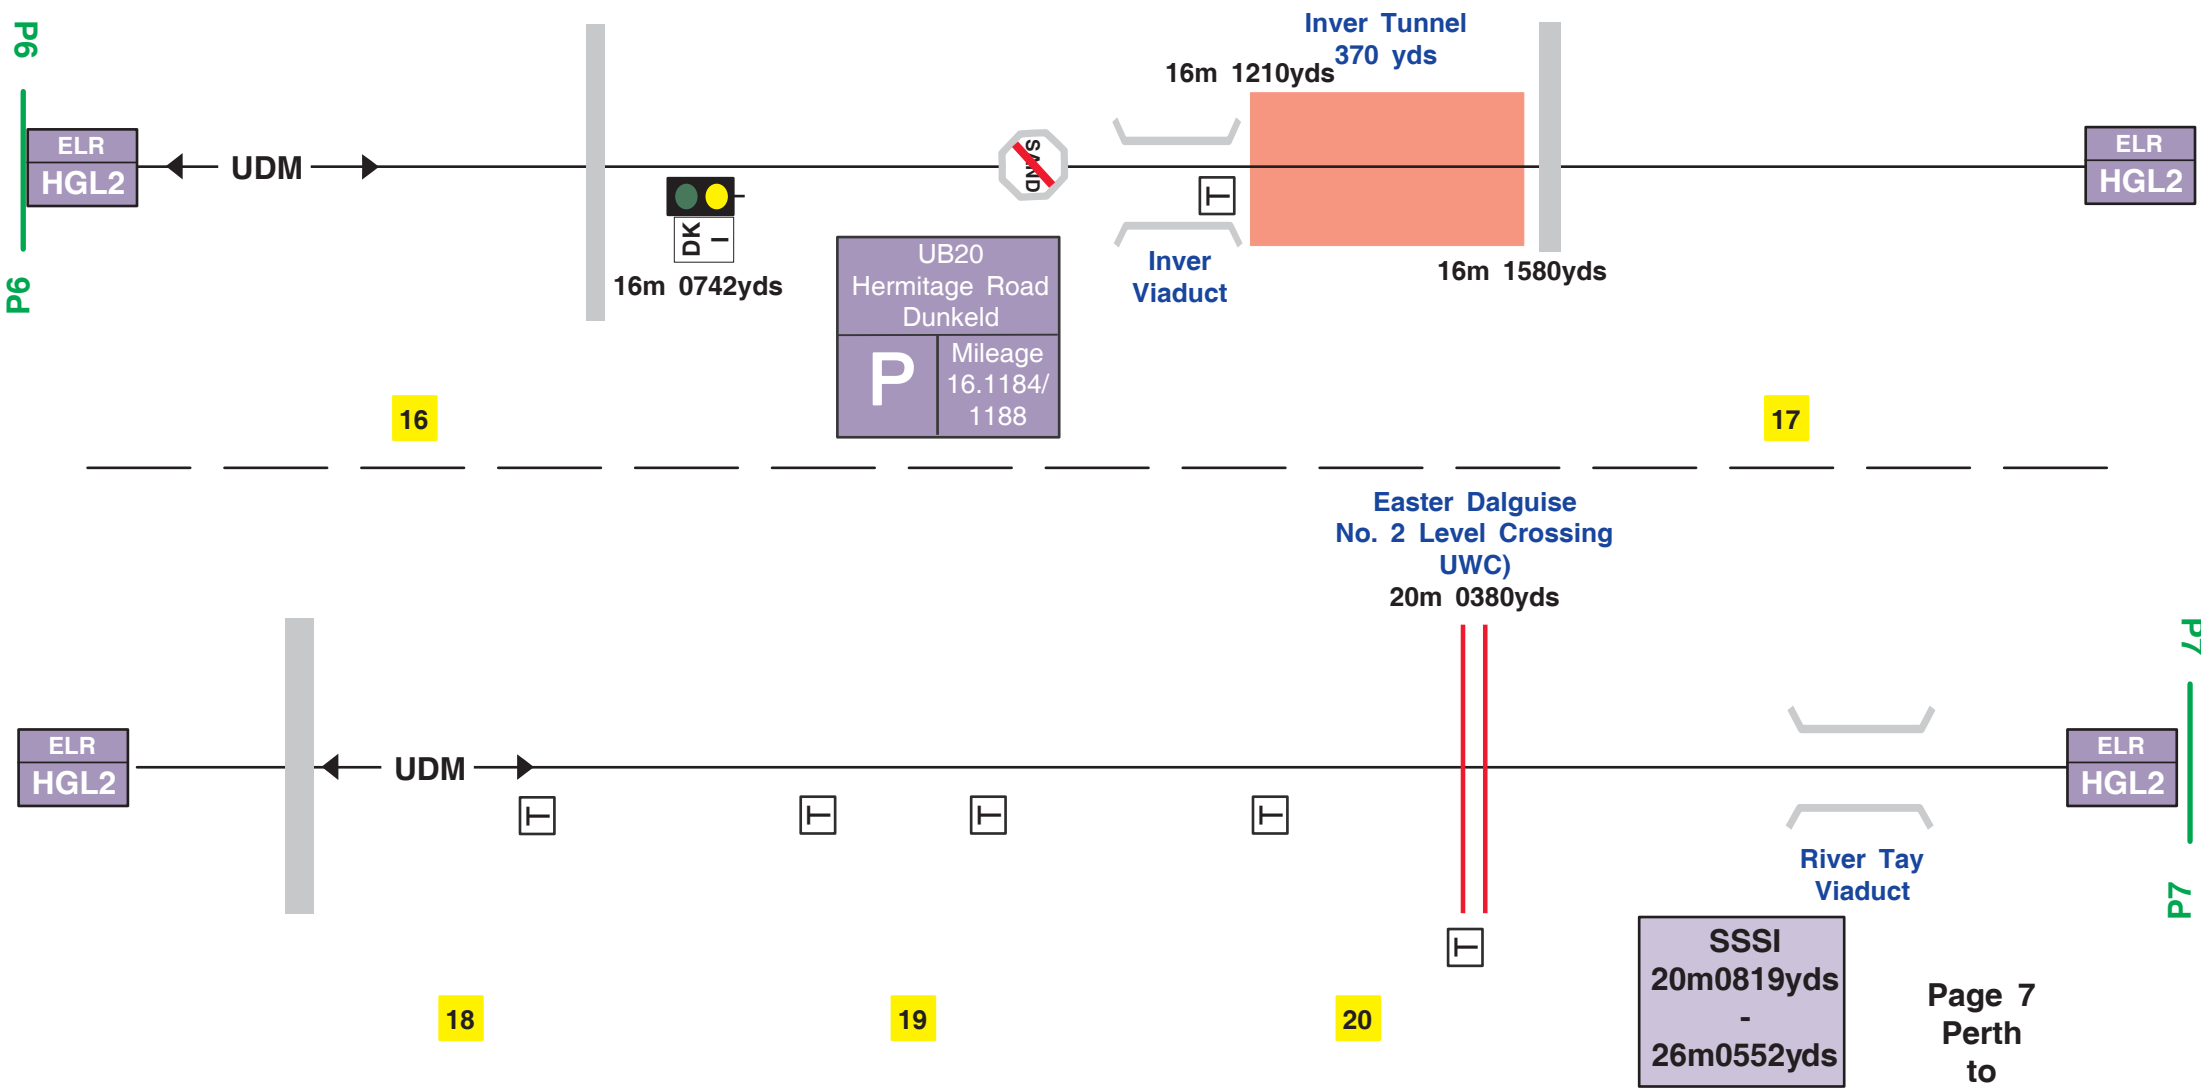 P6
Inver Tunnel
370 yds
16m 1210yds
ELR
HGL2
UDM
SAND
T
ELR
HGL2
DK
I
16m 0742yds
P6
UB20
Hermitage Road
Dunkeld
P
Mileage
16.1184/
1188
Inver
Viaduct
16m 1580yds
16
17
Easter Dalguise
No. 2 Level Crossing
UWC)
20m 0380yds
P7
ELR
HGL2
UDM
ELR
HGL2
T
T
T
T
River Tay
Viaduct
P7
T
SSSI
20m0819yds
-
26m0552yds
Page 7
Perth
to
18
19
20